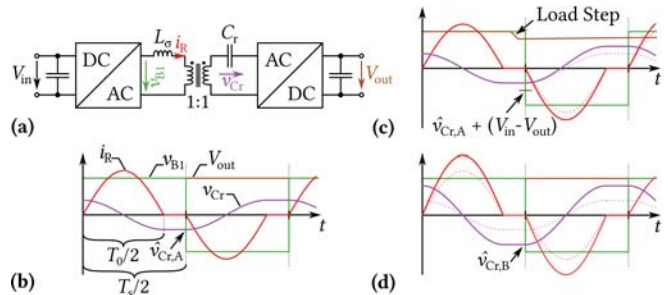 L_σ i_R C_r
DC AC AC DC
V_in v_B1 v_Cr V_out
1:1
(a)
i_R v_B1 V_out
v_Cr
t
T_0/2 v̂_Cr,A
T_s/2
(b)
Load Step
t
v̂_Cr,A + (V_in-V_out)
(c)
t
v̂_Cr,B
(d)